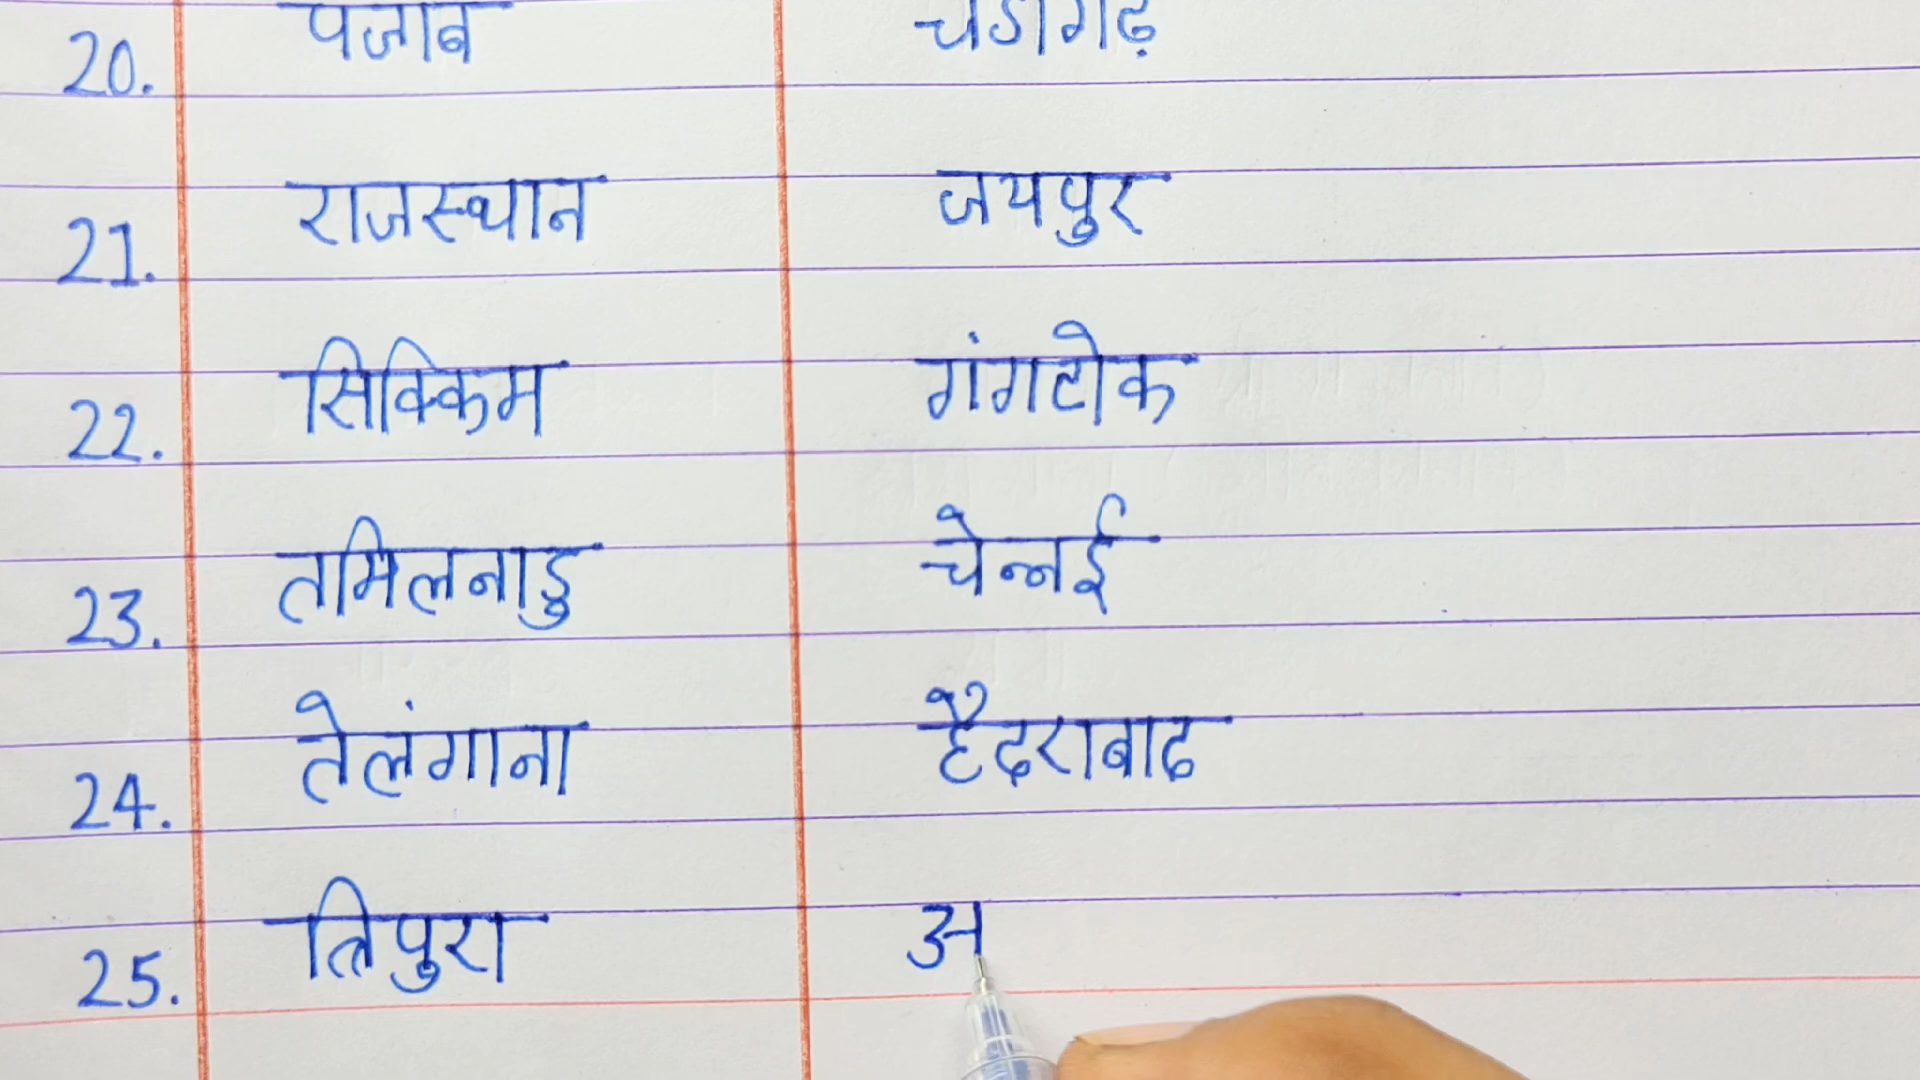 20. पंजाब चंडीगढ़
21. राजस्थान जयपुर
22. सिक्किम गंगटोक
23. तमिलनाडु चेन्नई
24. तेलंगाना हैदराबाद
25. त्रिपुरा अ